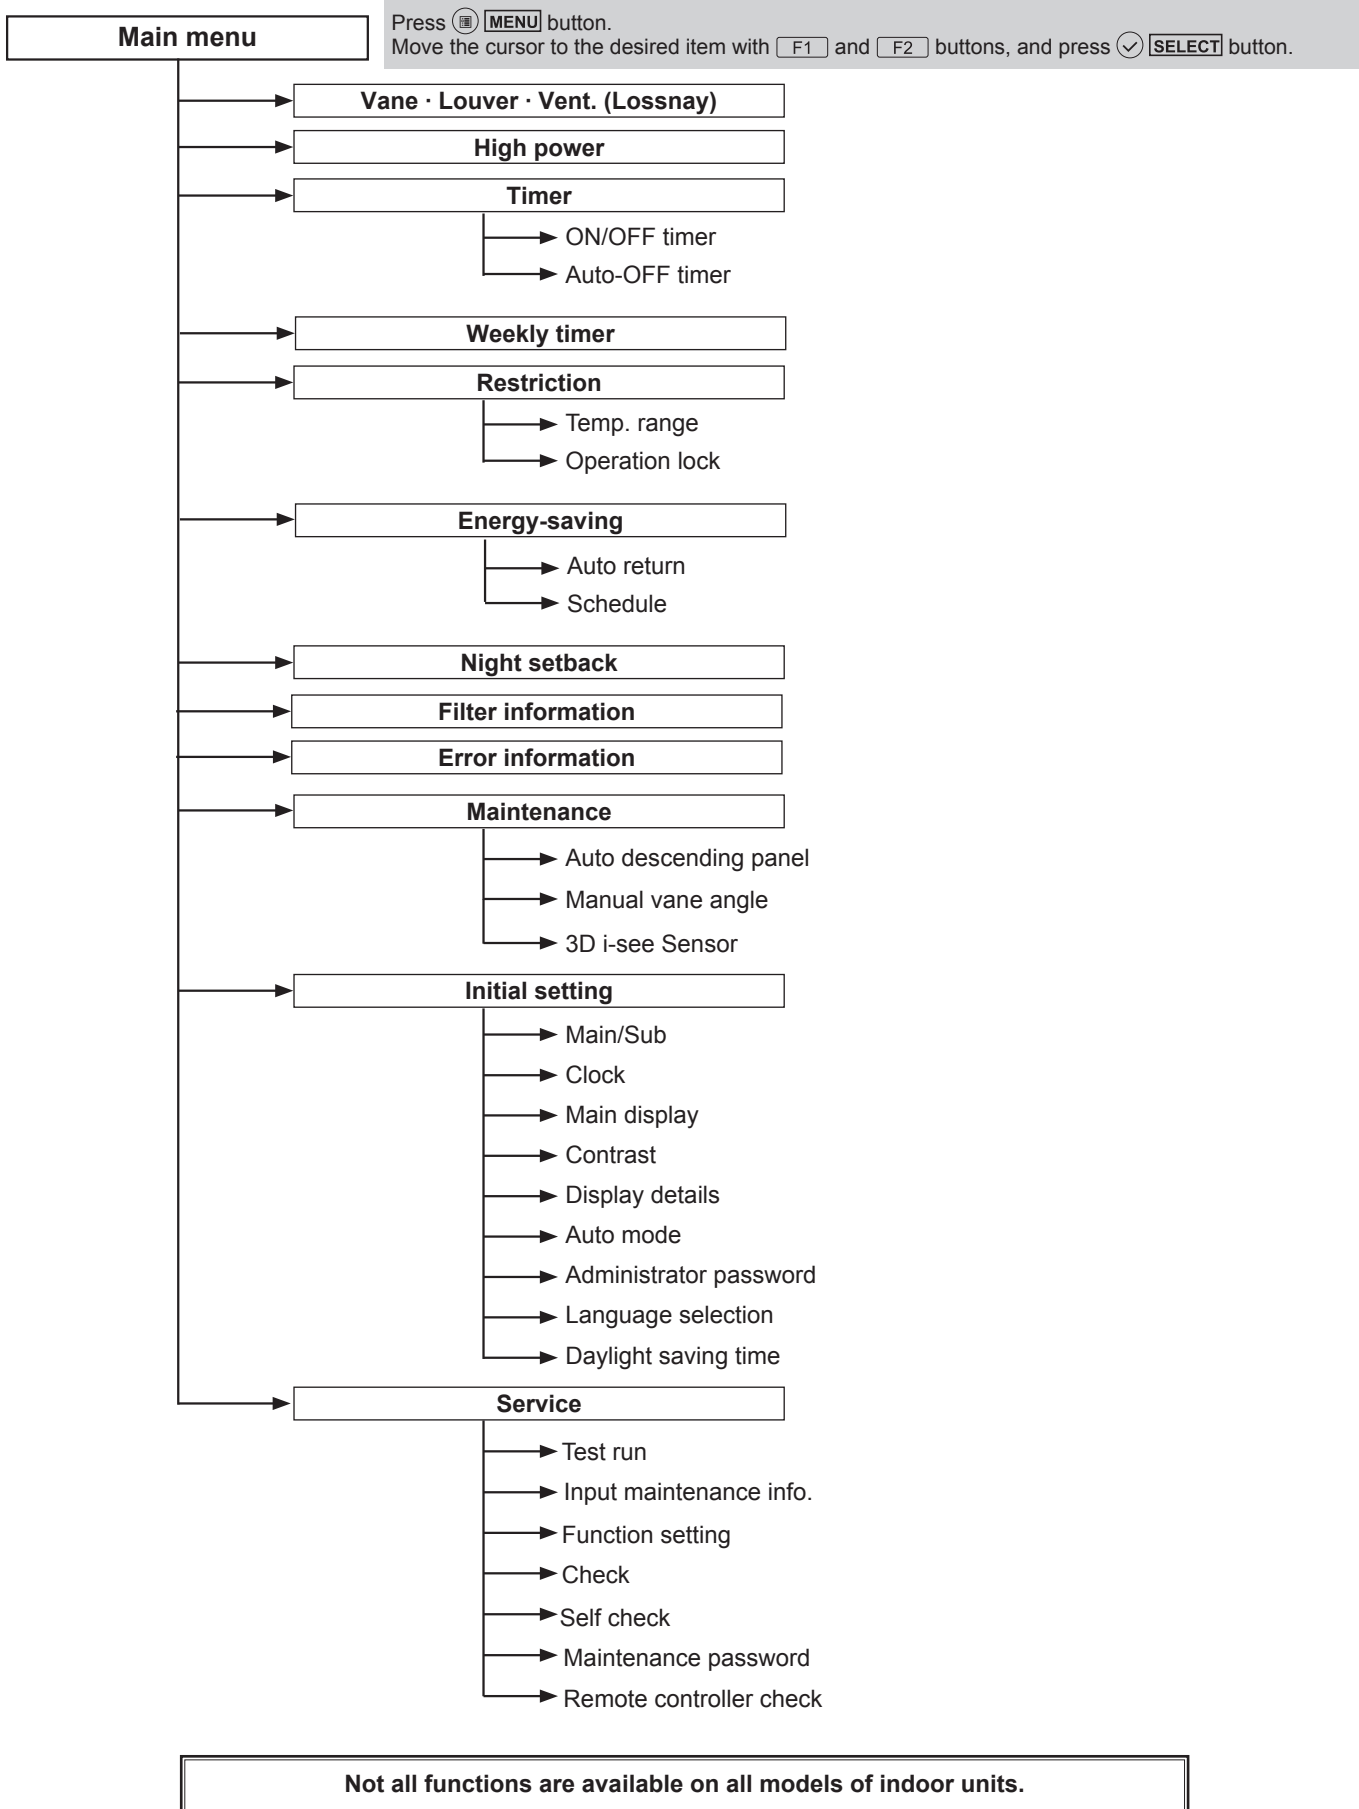 Main menu
Press MENU button.
Move the cursor to the desired item with F1 and F2 buttons, and press SELECT button.
Vane · Louver · Vent. (Lossnay)
High power
Timer
ON/OFF timer
Auto-OFF timer
Weekly timer
Restriction
Temp. range
Operation lock
Energy-saving
Auto return
Schedule
Night setback
Filter information
Error information
Maintenance
Auto descending panel
Manual vane angle
3D i-see Sensor
Initial setting
Main/Sub
Clock
Main display
Contrast
Display details
Auto mode
Administrator password
Language selection
Daylight saving time
Service
Test run
Input maintenance info.
Function setting
Check
Self check
Maintenance password
Remote controller check
Not all functions are available on all models of indoor units.